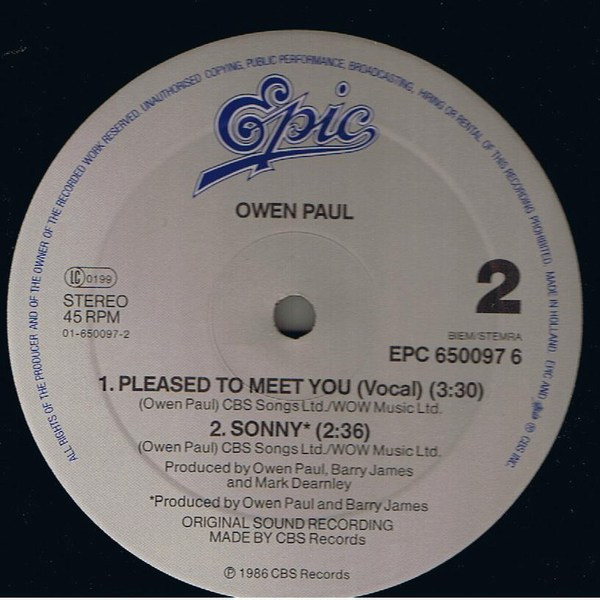 ALL RIGHTS OF THE PRODUCER AND OF THE OWNER OF THE RECORDED WORK RESERVED. UNAUTHORISED COPYING, PUBLIC PERFORMANCE, BROADCASTING, HIRING OR RENTAL OF THIS RECORDING PROHIBITED. MADE IN HOLLAND. EPIC AND Epic ℗ CBS INC.
Epic
OWEN PAUL
LC 0199
STEREO
45 RPM
01-650097-2
2
BIEM/STEMRA
EPC 650097 6
1. PLEASED TO MEET YOU (Vocal) (3:30)
(Owen Paul) CBS Songs Ltd./WOW Music Ltd.
2. SONNY* (2:36)
(Owen Paul) CBS Songs Ltd./WOW Music Ltd.
Produced by Owen Paul, Barry James
and Mark Dearnley
*Produced by Owen Paul and Barry James
ORIGINAL SOUND RECORDING
MADE BY CBS Records
℗ 1986 CBS Records